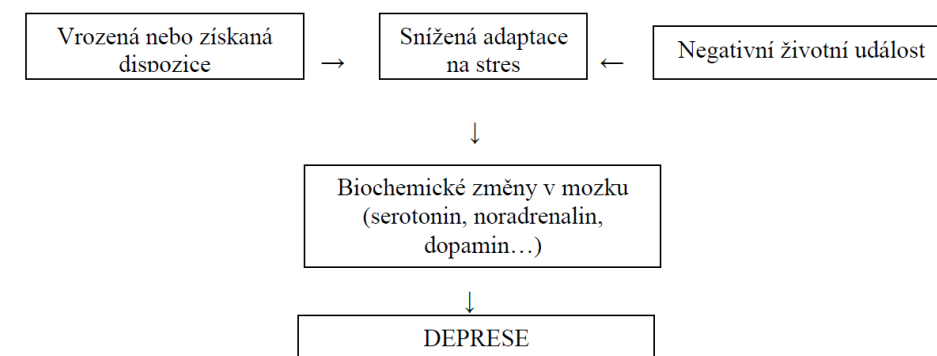 Vrozená nebo získaná
dispozice
→
Snížená adaptace
na stres
←
Negativní životní událost
↓
Biochemické změny v mozku
(serotonin, noradrenalin,
dopamin…)
↓
DEPRESE